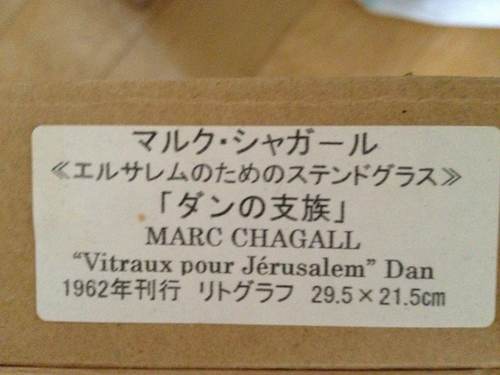 マルク・シャガール
≪エルサレムのためのステンドグラス≫
「ダンの支族」
MARC CHAGALL
“Vitraux pour Jérusalem” Dan
1962年刊行 リトグラフ 29.5×21.5cm